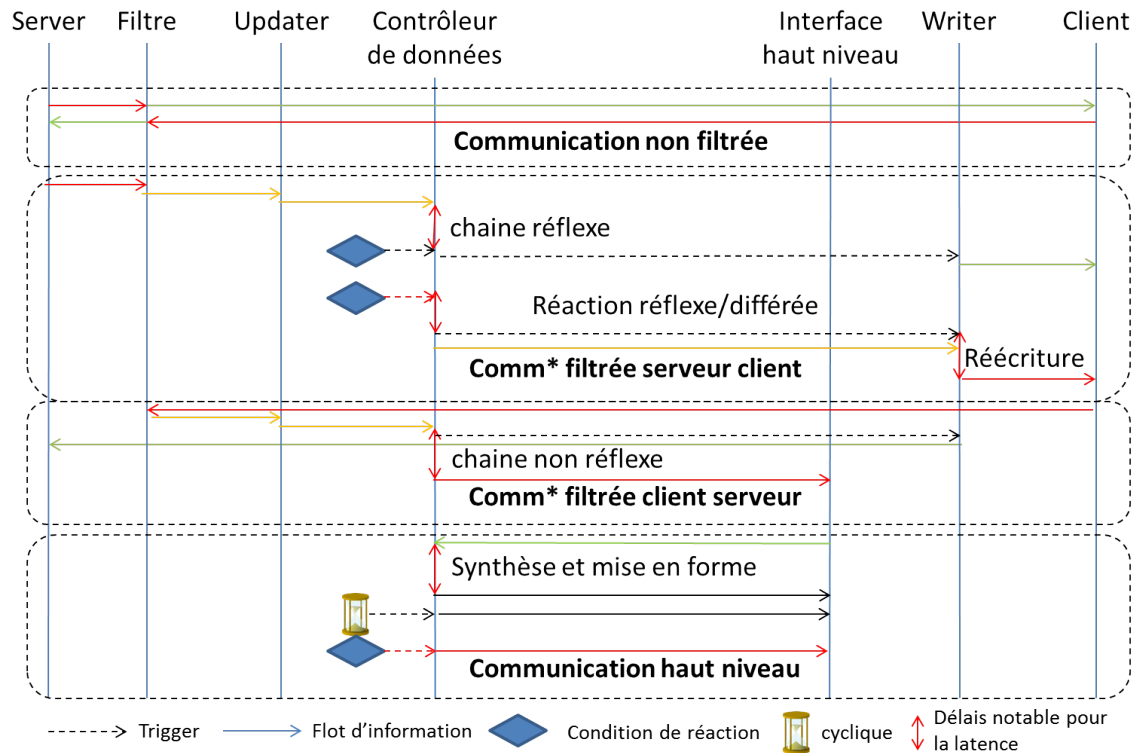 Server
Filtre
Updater
Contrôleur
de données
Interface
haut niveau
Writer
Client
Communication non filtrée
chaine réflexe
Réaction réflexe/différée
Comm* filtrée serveur client
Réécriture
chaine non réflexe
Comm* filtrée client serveur
Synthèse et mise en forme
Communication haut niveau
Trigger
Flot d’information
Condition de réaction
cyclique
Délais notable pour
la latence